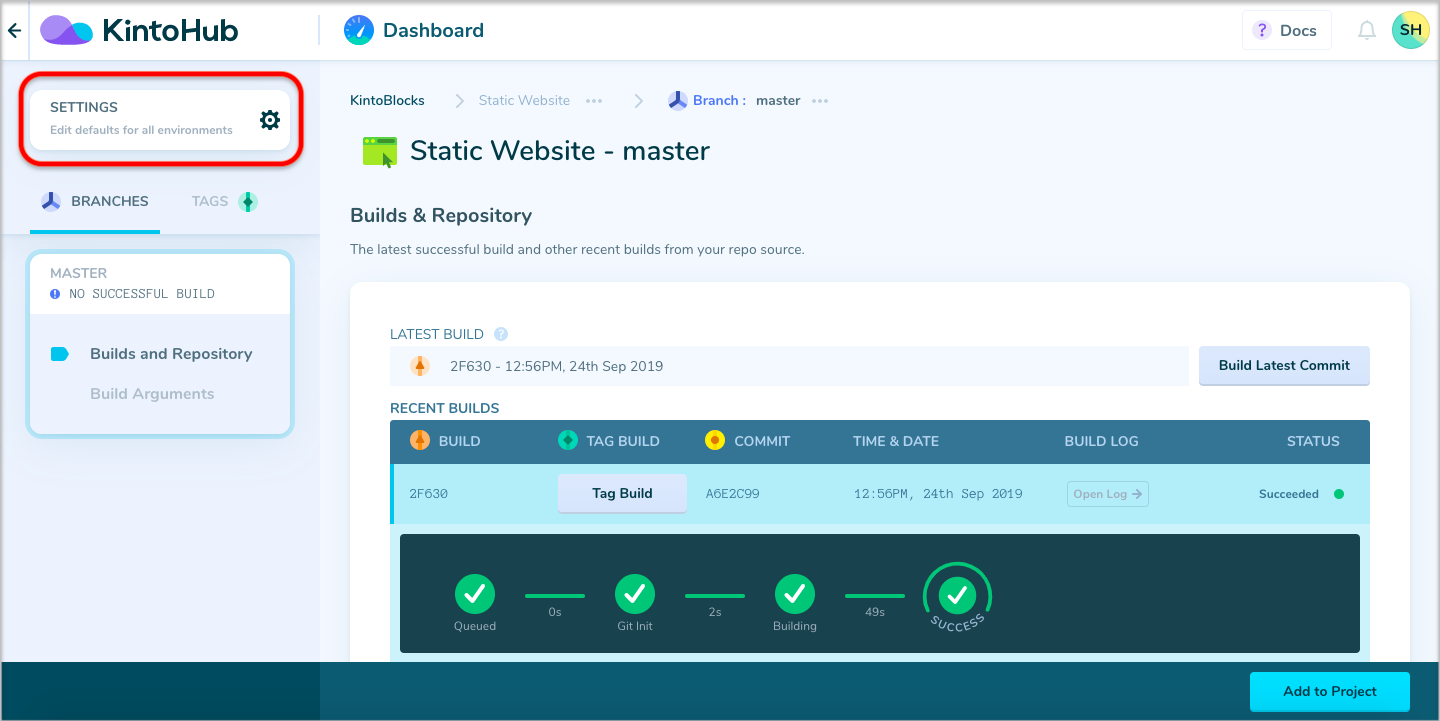 KintoHub
Dashboard
? Docs
SH
SETTINGS
Edit defaults for all environments
BRANCHES
TAGS
MASTER
NO SUCCESSFUL BUILD
Builds and Repository
Build Arguments
KintoBlocks
Static Website
Branch :
master
Static Website - master
Builds & Repository
The latest successful build and other recent builds from your repo source.
LATEST BUILD ?
2F630 - 12:56PM, 24th Sep 2019
Build Latest Commit
RECENT BUILDS
BUILD TAG BUILD COMMIT TIME & DATE BUILD LOG STATUS
2F630 Tag Build A6E2C99 12:56PM, 24th Sep 2019 Open Log → Succeeded
0s 2s 49s
Queued Git Init Building SUCCESS
Add to Project